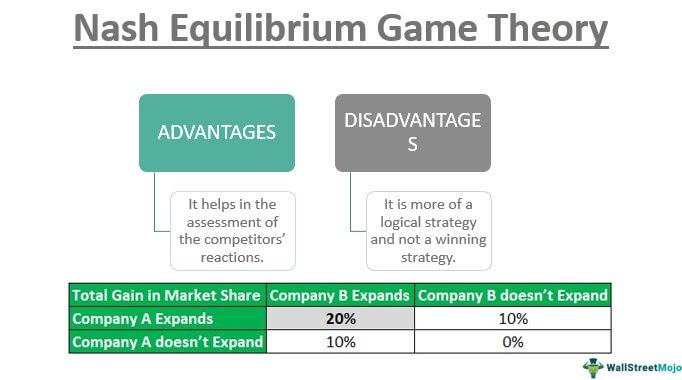 Nash Equilibrium Game Theory
ADVANTAGES
DISADVANTAGE
S
It helps in the
assessment of
the competitors’
reactions.
It is more of a
logical strategy
and not a winning
strategy.
Total Gain in Market Share Company B Expands Company B doesn’t Expand
Company A Expands 20% 10%
Company A doesn’t Expand 10% 0%
WallStreetMojo